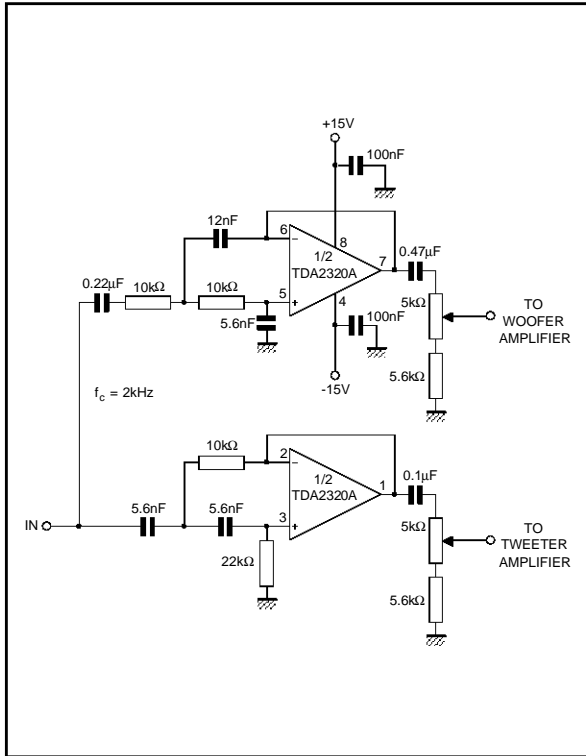 +15V
100nF
12nF
6
8
1/2
TDA2320A
7
0.47µF
0.22µF
10kΩ
10kΩ
5
4
5kΩ
TO
WOOFER
AMPLIFIER
5.6nF
100nF
5.6kΩ
-15V
fc = 2kHz
10kΩ
2
1/2
TDA2320A
1
0.1µF
5.6nF
5.6nF
3
IN
5kΩ
TO
TWEETER
AMPLIFIER
22kΩ
5.6kΩ